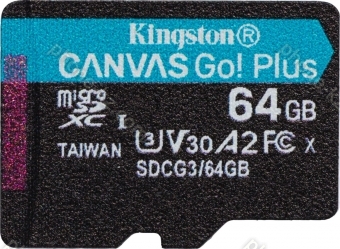 Kingston®
CANVAS Go! Plus
micro SD XC I 64GB
TAIWAN U3 V30 A2 FC X
SDCG3/64GB